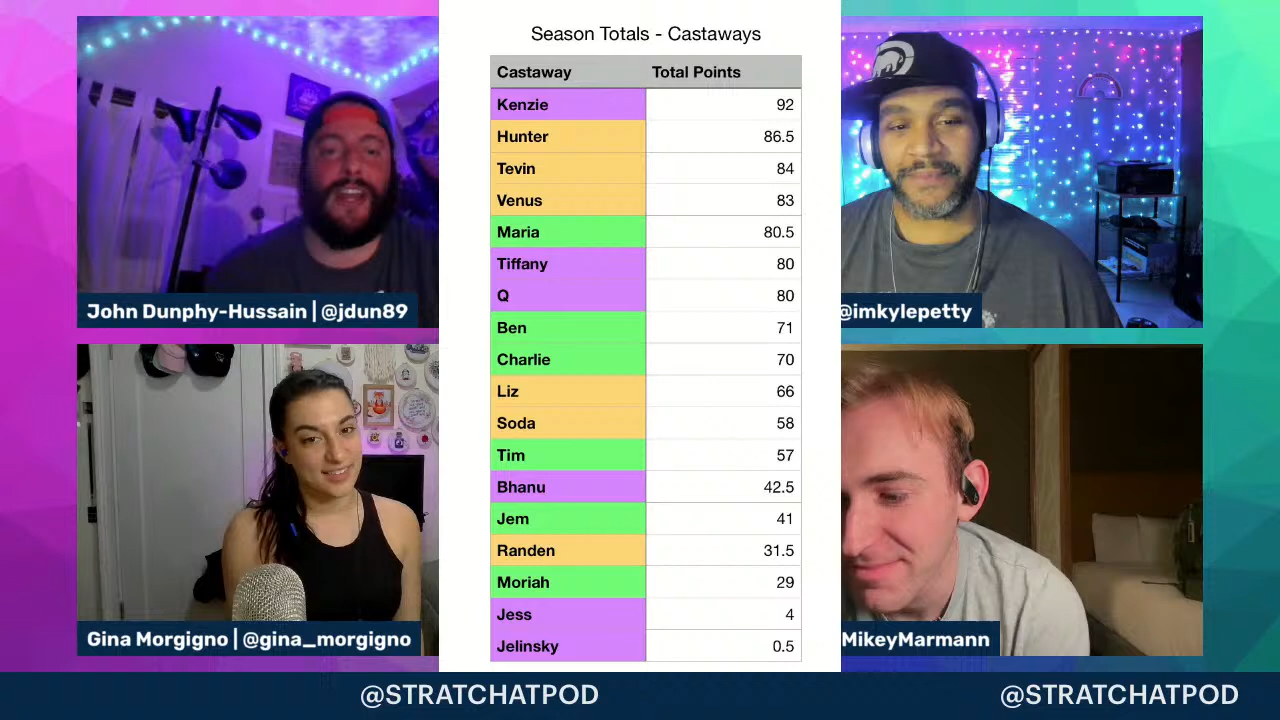 Season Totals - Castaways
Castaway Total Points
Kenzie 92
Hunter 86.5
Tevin 84
Venus 83
Maria 80.5
Tiffany 80
Q 80
Ben 71
Charlie 70
Liz 66
Soda 58
Tim 57
Bhanu 42.5
Jem 41
Randen 31.5
Moriah 29
Jess 4
Jelinsky 0.5
John Dunphy-Hussain | @jdun89
@imkylepetty
Gina Morgigno | @gina_morgigno
MikeyMarmann
@STRATCHATPOD
@STRATCHATPOD